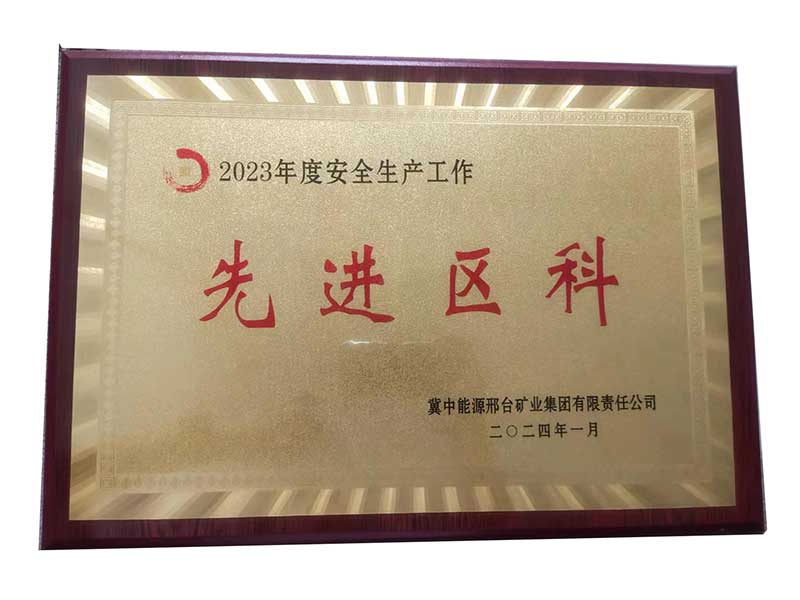 2023年度安全生产工作
先进区科
冀中能源邢台矿业集团有限责任公司
二〇二四年一月